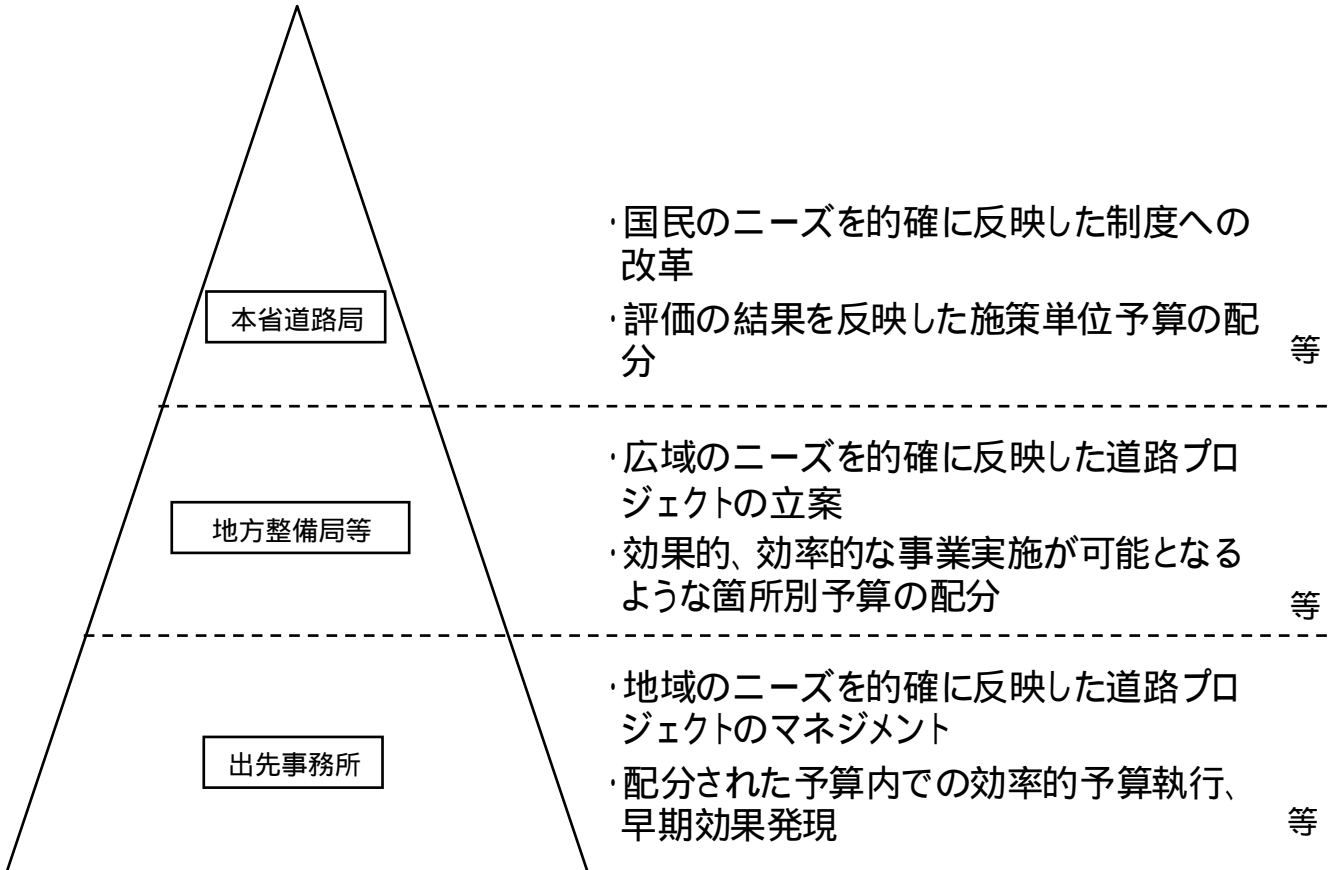 本省道路局
・国民のニーズを的確に反映した制度への
改革
・評価の結果を反映した施策単位予算の配
分
等
地方整備局等
・広域のニーズを的確に反映した道路プロ
ジェクトの立案
・効果的、効率的な事業実施が可能となる
ような箇所別予算の配分
等
出先事務所
・地域のニーズを的確に反映した道路プロ
ジェクトのマネジメント
・配分された予算内での効率的予算執行、
早期効果発現
等